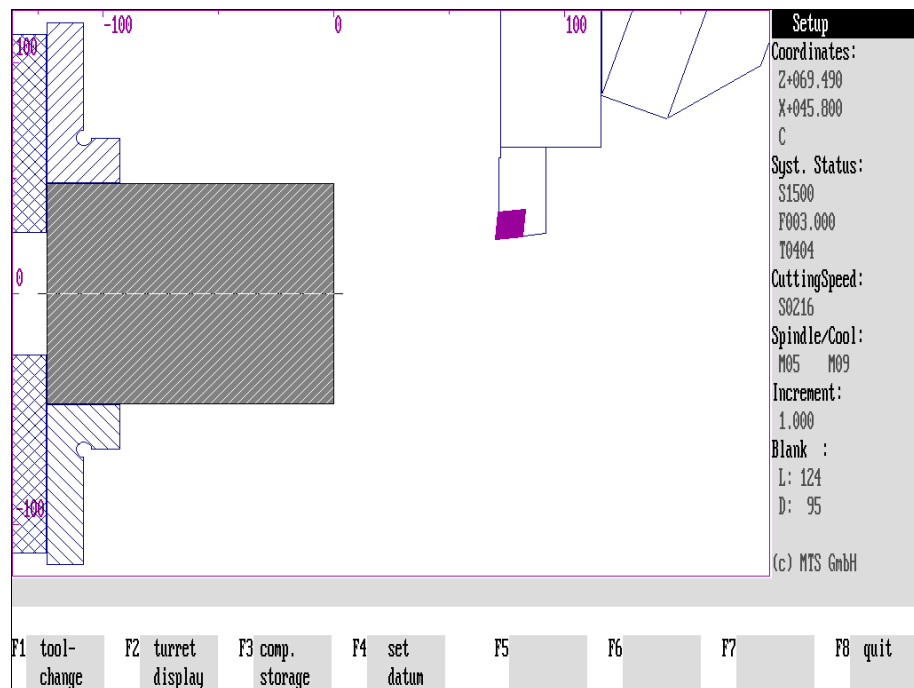 -100 0 100
100
0
-100
Setup
Coordinates:
Z+069.490
X+045.800
C
Syst. Status:
S1500
F003.000
T0404
CuttingSpeed:
S0216
Spindle/Cool:
M05 M09
Increment:
1.000
Blank :
L: 124
D: 95
(c) MTS GmbH
F1 tool- F2 turret F3 comp. F4 set F5 F6 F7 F8 quit
change display storage datum